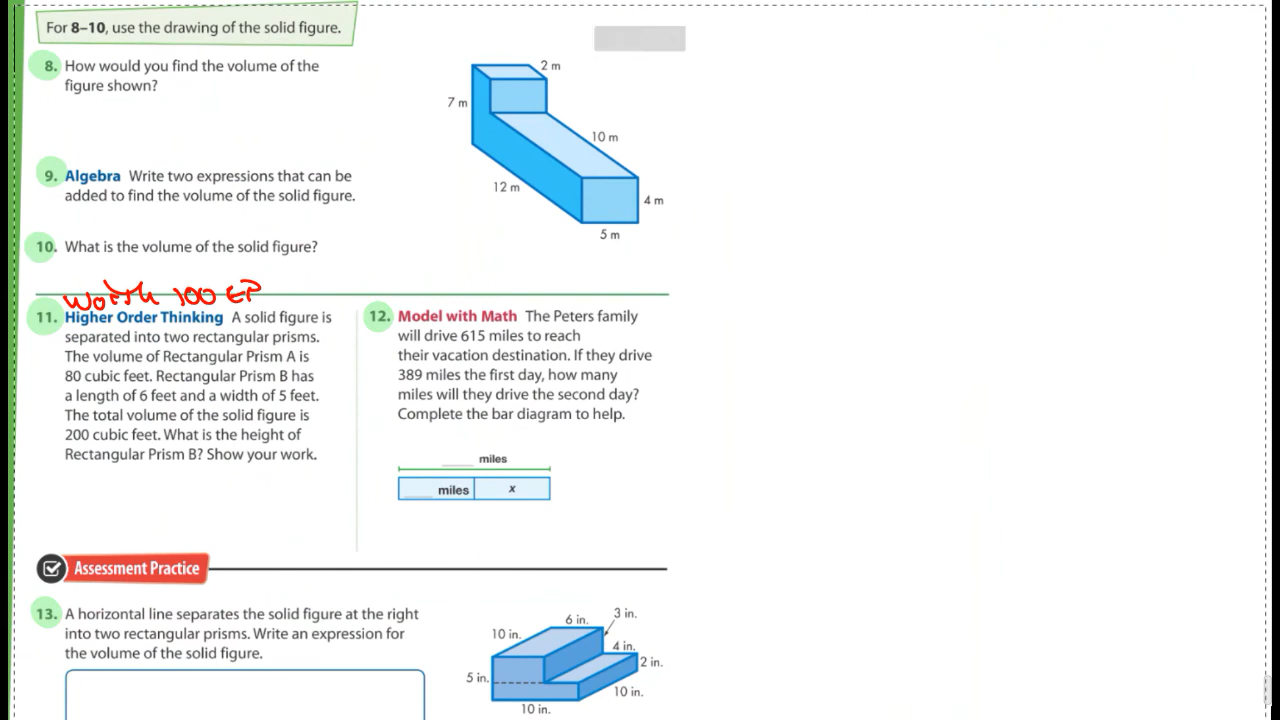 For 8–10, use the drawing of the solid figure.
8. How would you find the volume of the
figure shown?
2 m
7 m
10 m
12 m
4 m
5 m
9. Algebra Write two expressions that can be
added to find the volume of the solid figure.
10. What is the volume of the solid figure?
Worth 100 EP
11. Higher Order Thinking A solid figure is
separated into two rectangular prisms.
The volume of Rectangular Prism A is
80 cubic feet. Rectangular Prism B has
a length of 6 feet and a width of 5 feet.
The total volume of the solid figure is
200 cubic feet. What is the height of
Rectangular Prism B? Show your work.
12. Model with Math The Peters family
will drive 615 miles to reach
their vacation destination. If they drive
389 miles the first day, how many
miles will they drive the second day?
Complete the bar diagram to help.
____ miles
____ miles x
Assessment Practice
13. A horizontal line separates the solid figure at the right
into two rectangular prisms. Write an expression for
the volume of the solid figure.
6 in.
3 in.
10 in.
4 in.
2 in.
5 in.
10 in.
10 in.